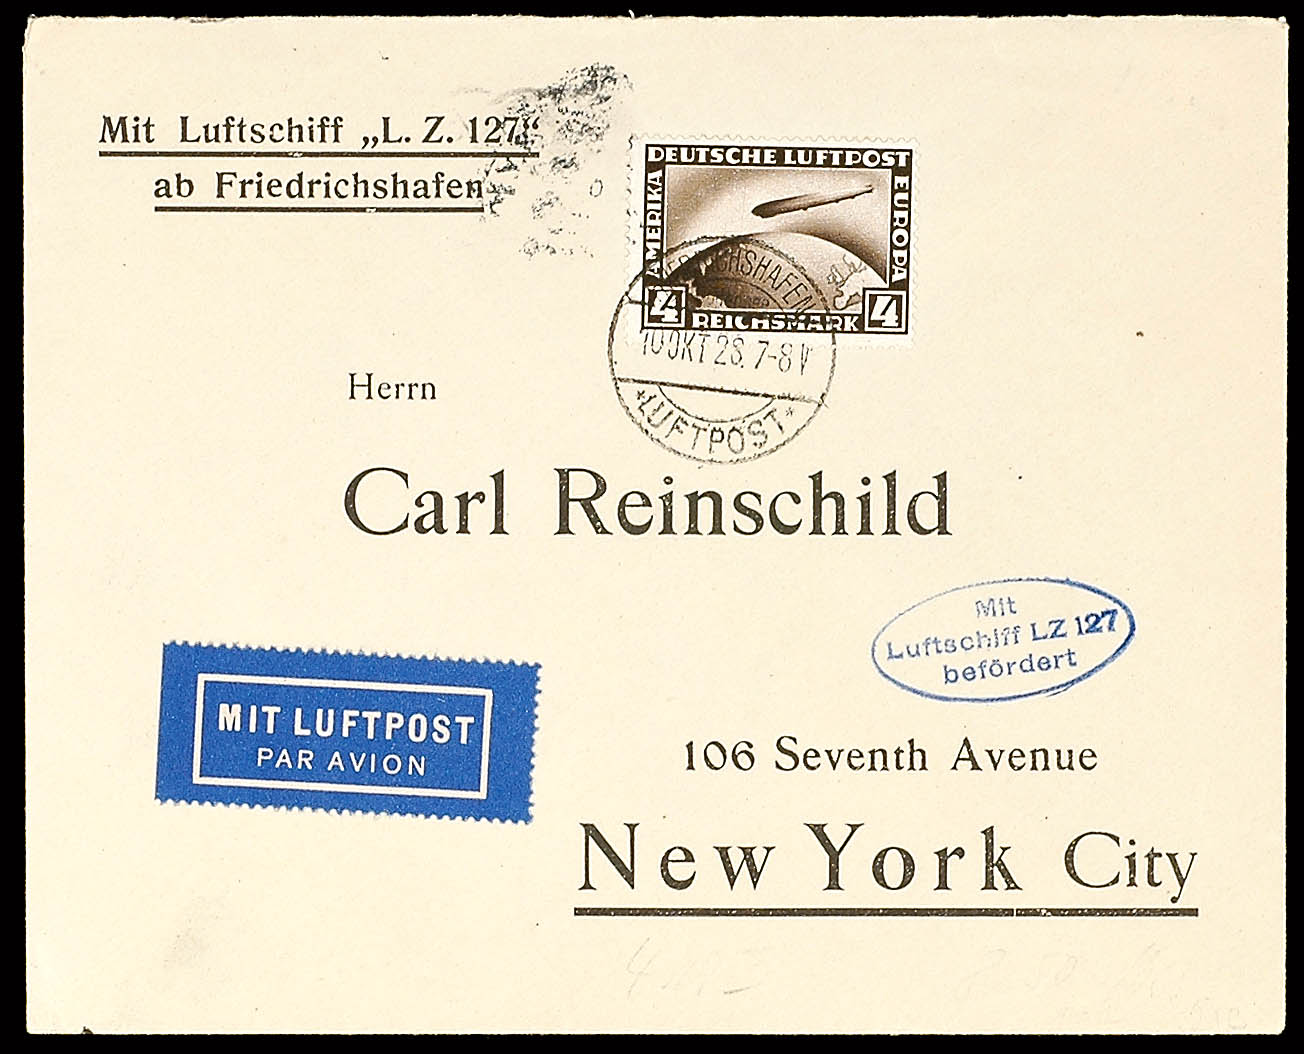 Mit Luftschiff „L. Z. 127“
ab Friedrichshafen
DEUTSCHE LUFTPOST
AMERIKA
EUROPA
4 REICHSMARK 4
FRIEDRICHSHAFEN
10 OKT 28. 7-8 V
*LUFTPOST*
Herrn
Carl Reinschild
Mit
Luftschiff LZ 127
befördert
MIT LUFTPOST
PAR AVION
106 Seventh Avenue
New York City